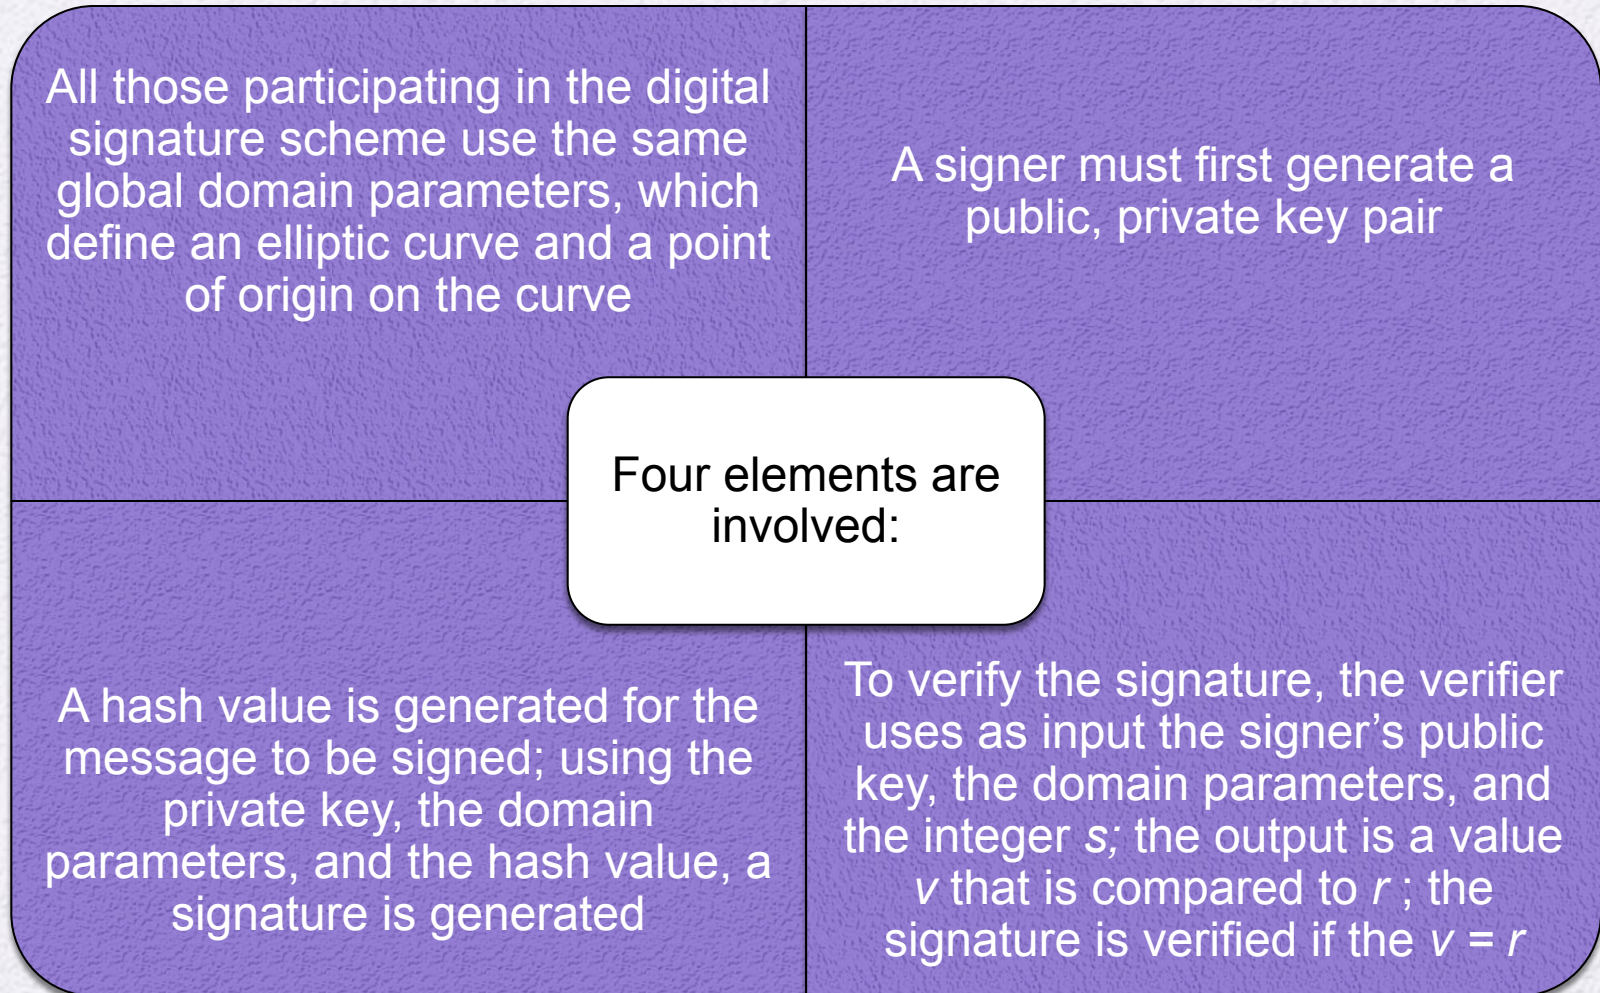 All those participating in the digital
signature scheme use the same
global domain parameters, which
define an elliptic curve and a point
of origin on the curve
A signer must first generate a
public, private key pair
Four elements are
involved:
A hash value is generated for the
message to be signed; using the
private key, the domain
parameters, and the hash value, a
signature is generated
To verify the signature, the verifier
uses as input the signer’s public
key, the domain parameters, and
the integer s; the output is a value
v that is compared to r ; the
signature is verified if the v = r